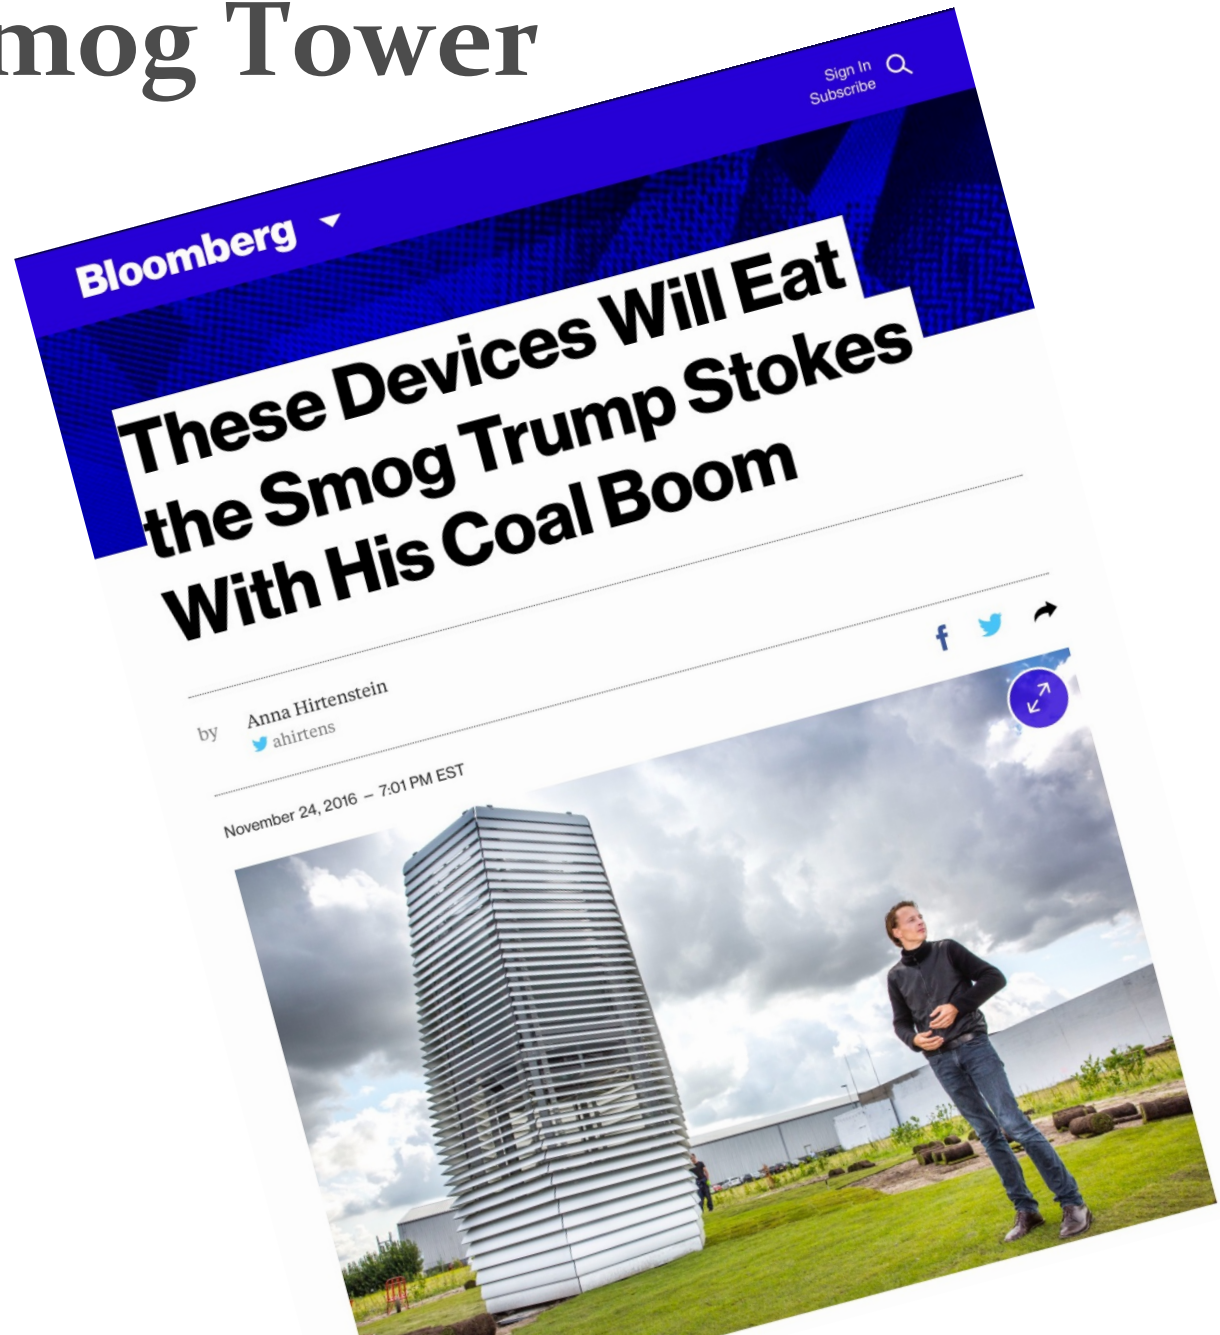 mog Tower
Sign In
Subscribe
Bloomberg
These Devices Will Eat
the Smog Trump Stokes
With His Coal Boom
by Anna Hirtenstein
ahirtens
November 24, 2016 – 7:01 PM EST